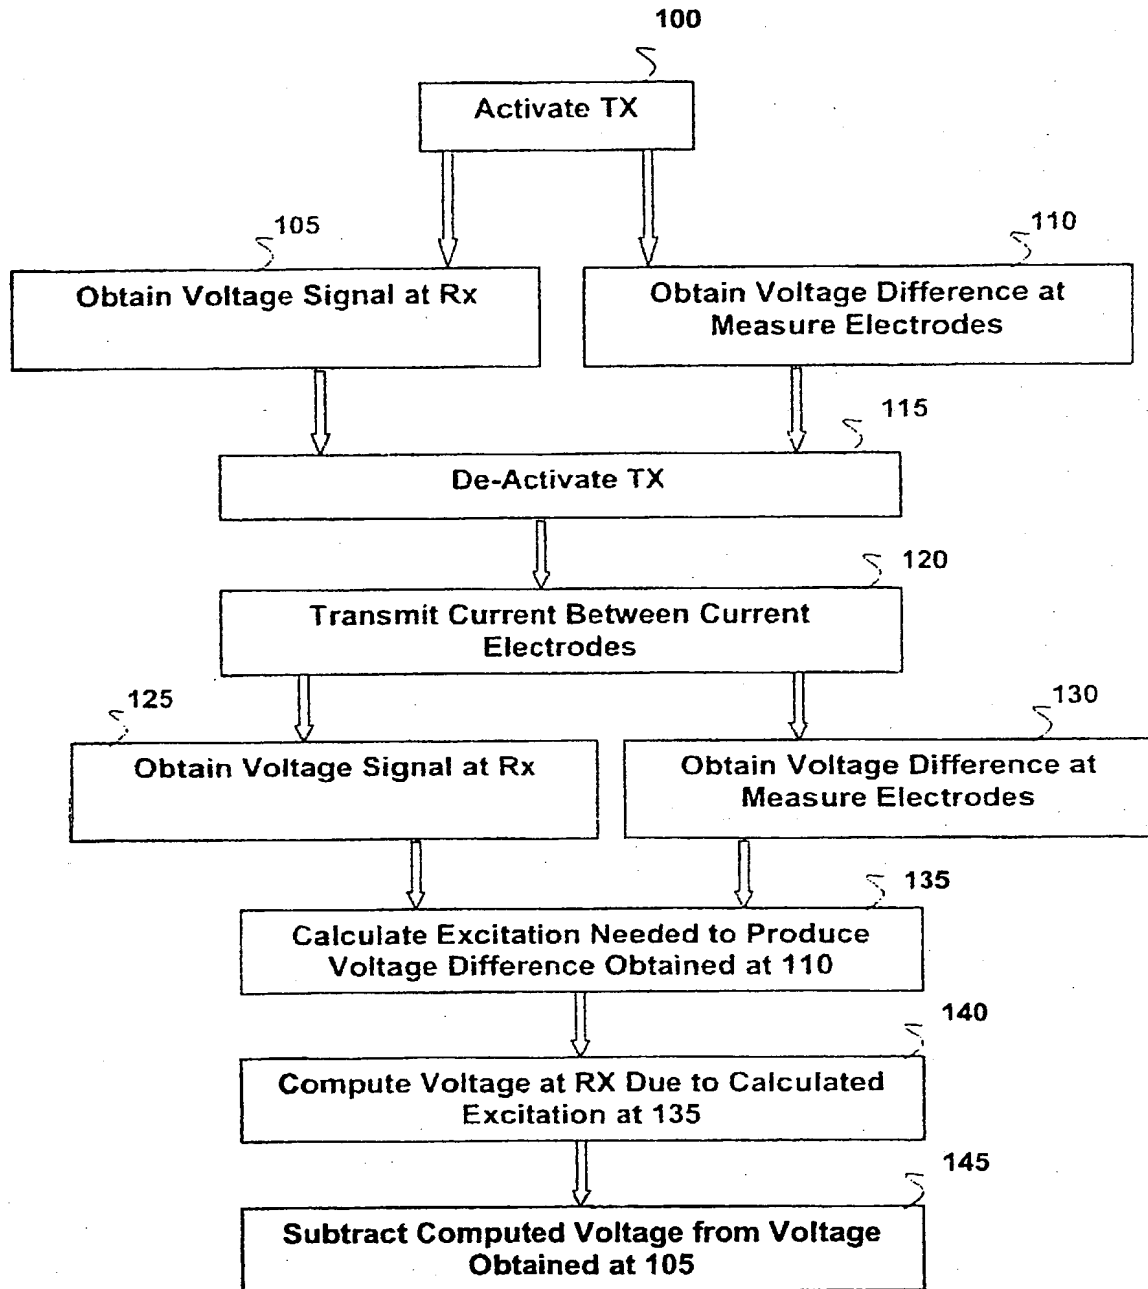 100
Activate TX
105
110
Obtain Voltage Signal at Rx
Obtain Voltage Difference at
Measure Electrodes
115
De-Activate TX
120
Transmit Current Between Current
Electrodes
125
130
Obtain Voltage Signal at Rx
Obtain Voltage Difference at
Measure Electrodes
135
Calculate Excitation Needed to Produce
Voltage Difference Obtained at 110
140
Compute Voltage at RX Due to Calculated
Excitation at 135
145
Subtract Computed Voltage from Voltage
Obtained at 105